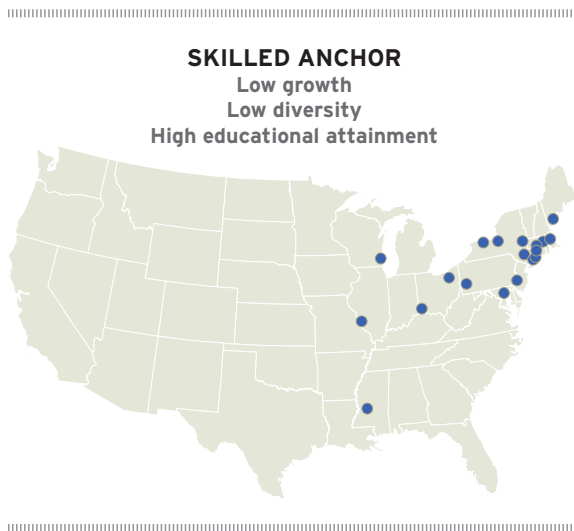 SKILLED ANCHOR
Low growth
Low diversity
High educational attainment